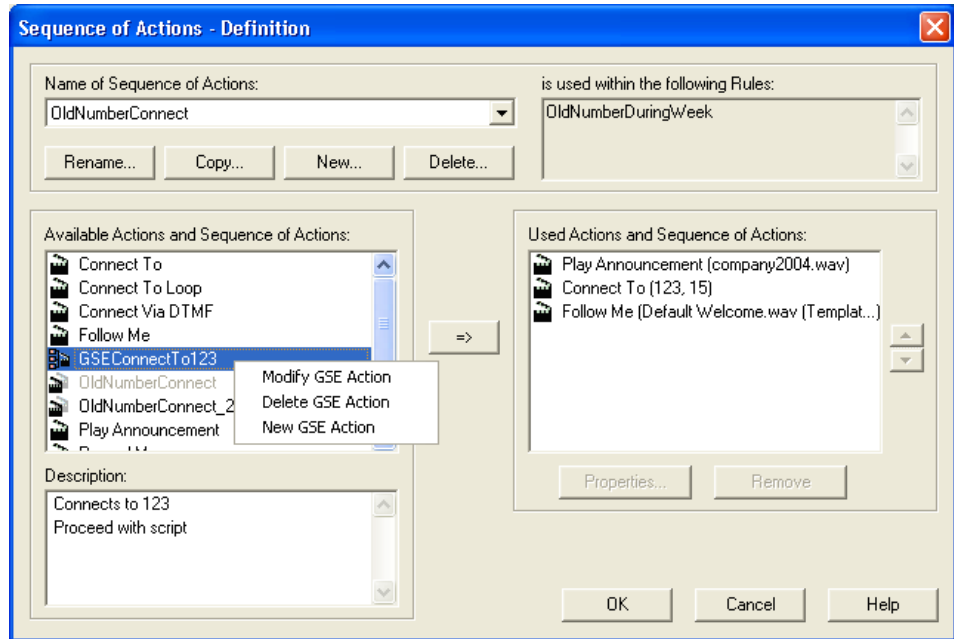 Sequence of Actions - Definition
Name of Sequence of Actions:
is used within the following Rules:
OldNumberConnect
OldNumberDuringWeek
Rename...
Copy...
New...
Delete...
Available Actions and Sequence of Actions:
Connect To
Connect To Loop
Connect Via DTMF
Follow Me
GSEConnectTo123
OldNumberConnect
OldNumberConnect_2
Play Announcement
Modify GSE Action
Delete GSE Action
New GSE Action
=>
Used Actions and Sequence of Actions:
Play Announcement (company2004.wav)
Connect To (123, 15)
Follow Me (Default Welcome.wav (Templat...)
Properties...
Remove
Description:
Connects to 123
Proceed with script
OK
Cancel
Help